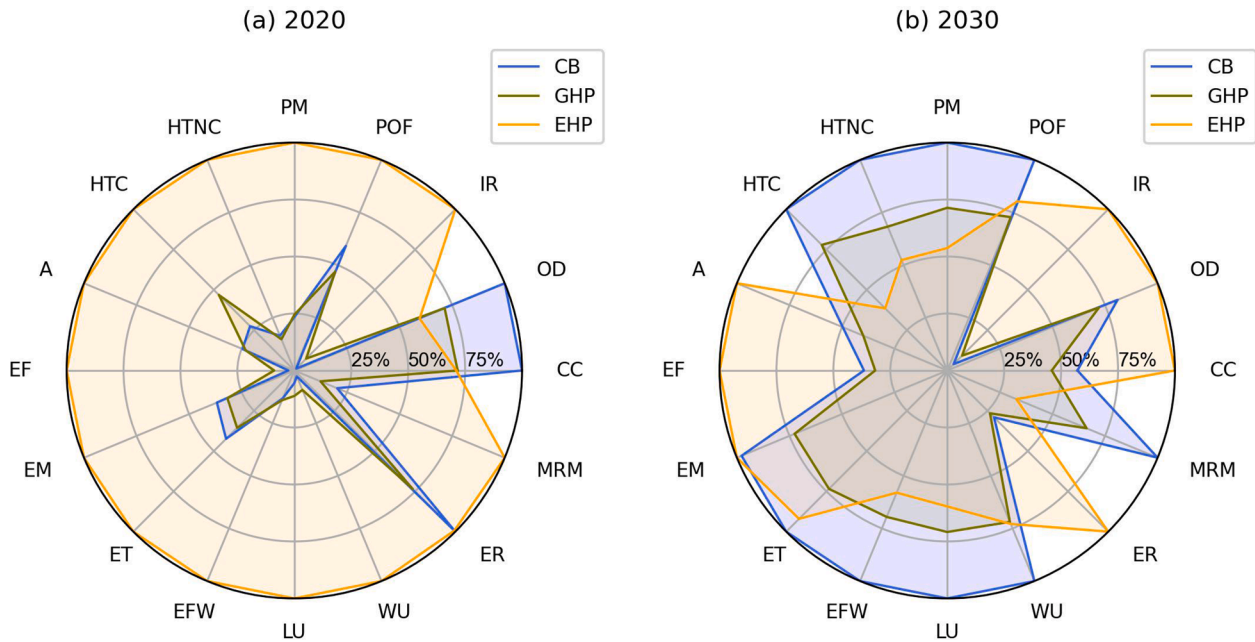 (a) 2020
CB
GHP
EHP
PM
POF
IR
OD
CC
MRM
ER
WU
LU
EFW
ET
EM
EF
A
HTC
HTNC
25%
50%
75%
(b) 2030
CB
GHP
EHP
PM
POF
IR
OD
CC
MRM
ER
WU
LU
EFW
ET
EM
EF
A
HTC
HTNC
25%
50%
75%